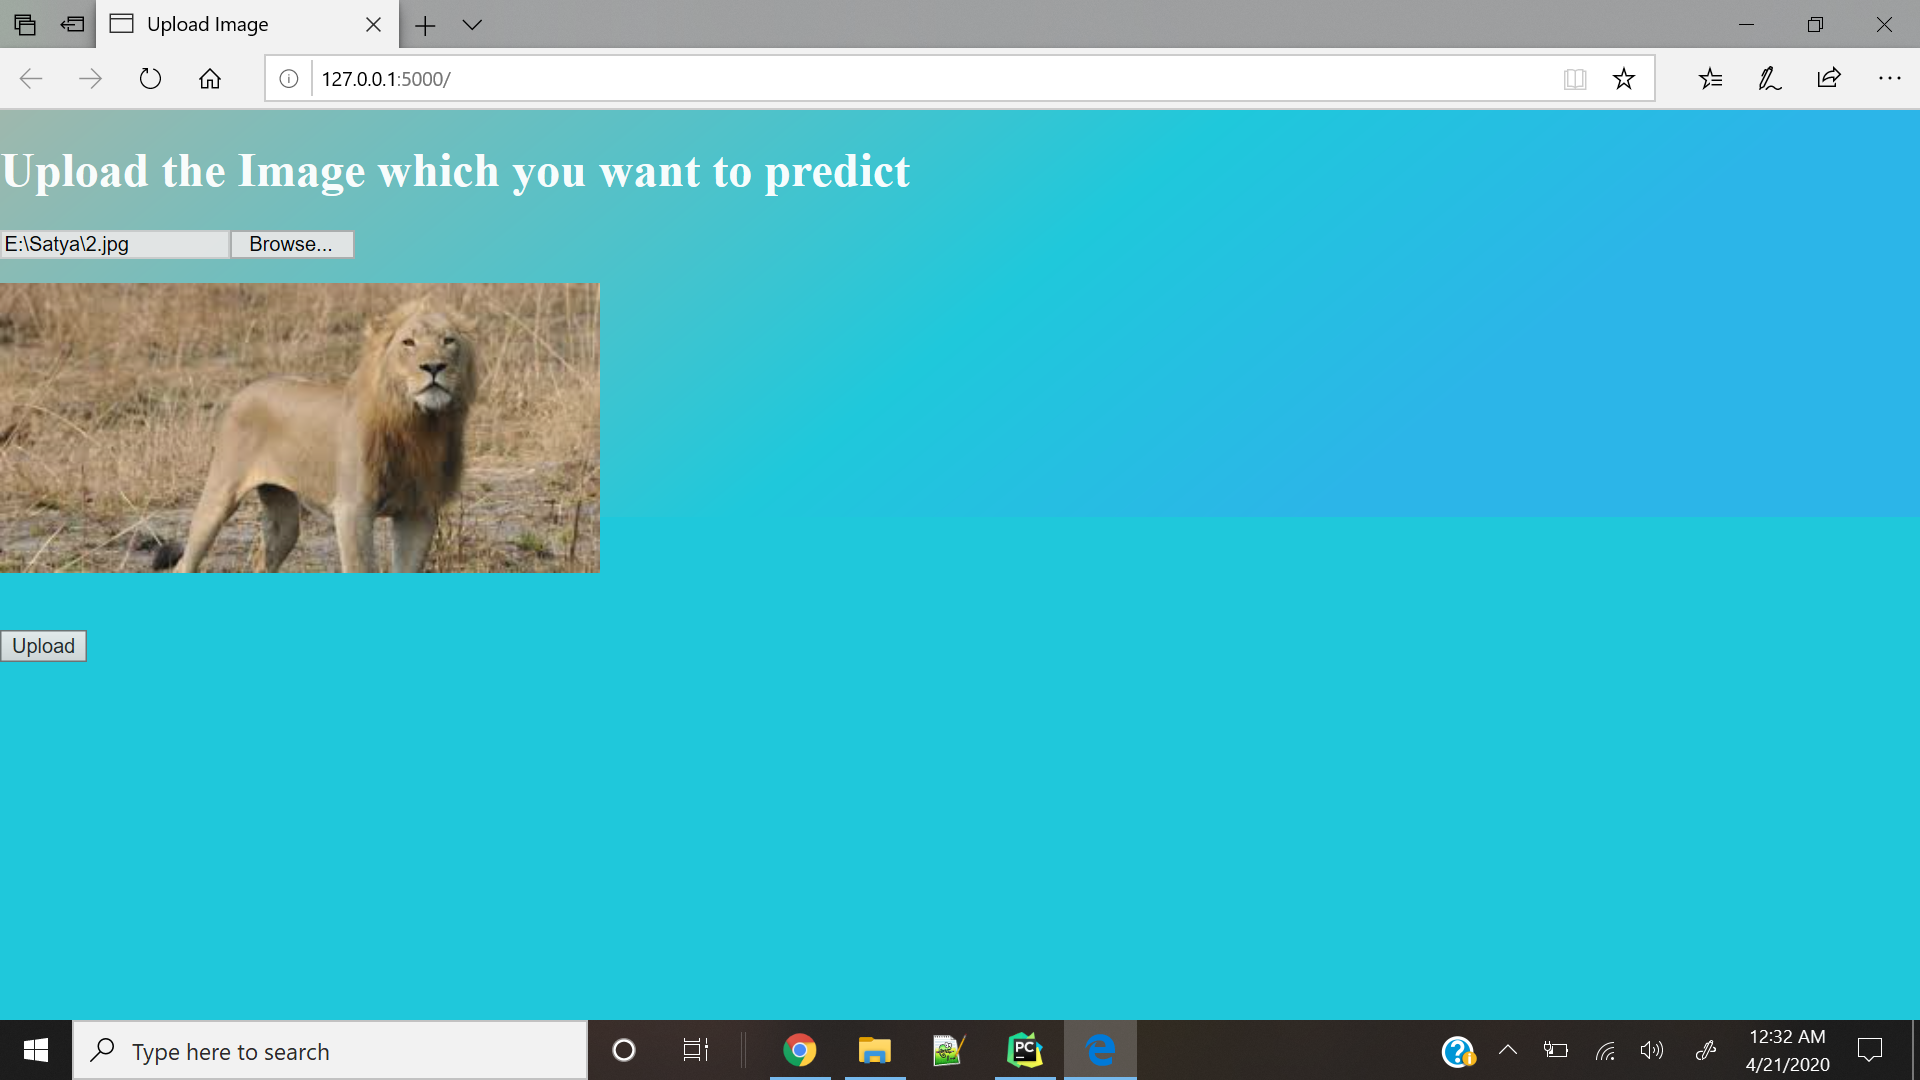 Upload Image
127.0.0.1:5000/
Upload the Image which you want to predict
E:\Satya\2.jpg Browse...
Upload
Type here to search
PC
12:32 AM
4/21/2020